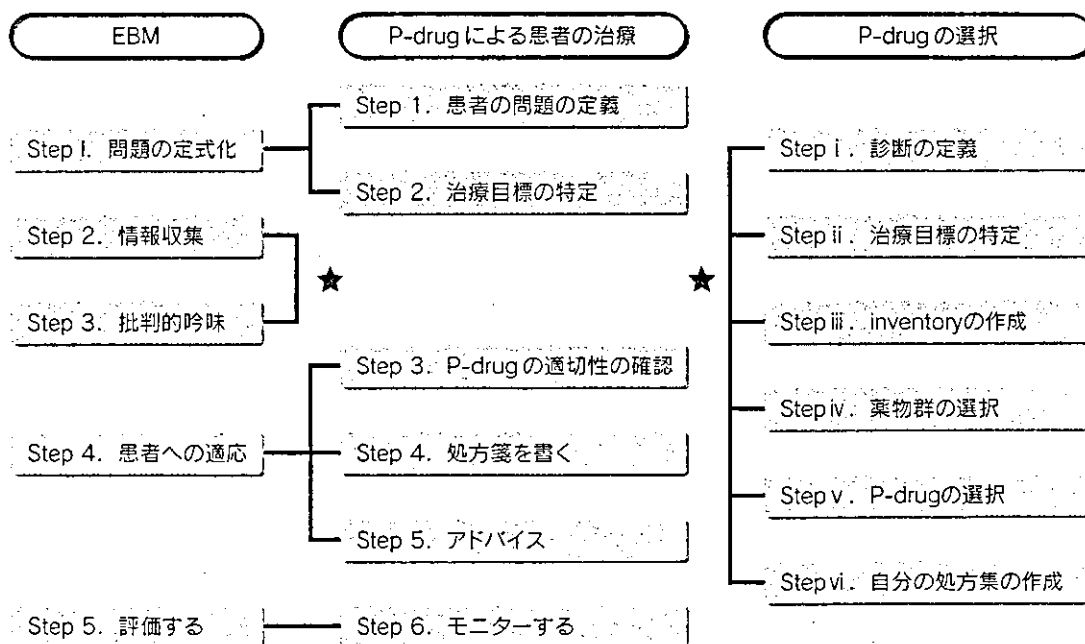 EBM
P-drugによる患者の治療
P-drugの選択
Step 1. 問題の定式化
Step 2. 情報収集
Step 3. 批判的吟味
Step 4. 患者への適応
Step 5. 評価する
Step 1. 患者の問題の定義
Step 2. 治療目標の特定
★
Step 3. P-drugの適切性の確認
Step 4. 処方箋を書く
Step 5. アドバイス
Step 6. モニターする
★
Step i. 診断の定義
Step ii. 治療目標の特定
Step iii. inventoryの作成
Step iv. 薬物群の選択
Step v. P-drugの選択
Step vi. 自分の処方集の作成